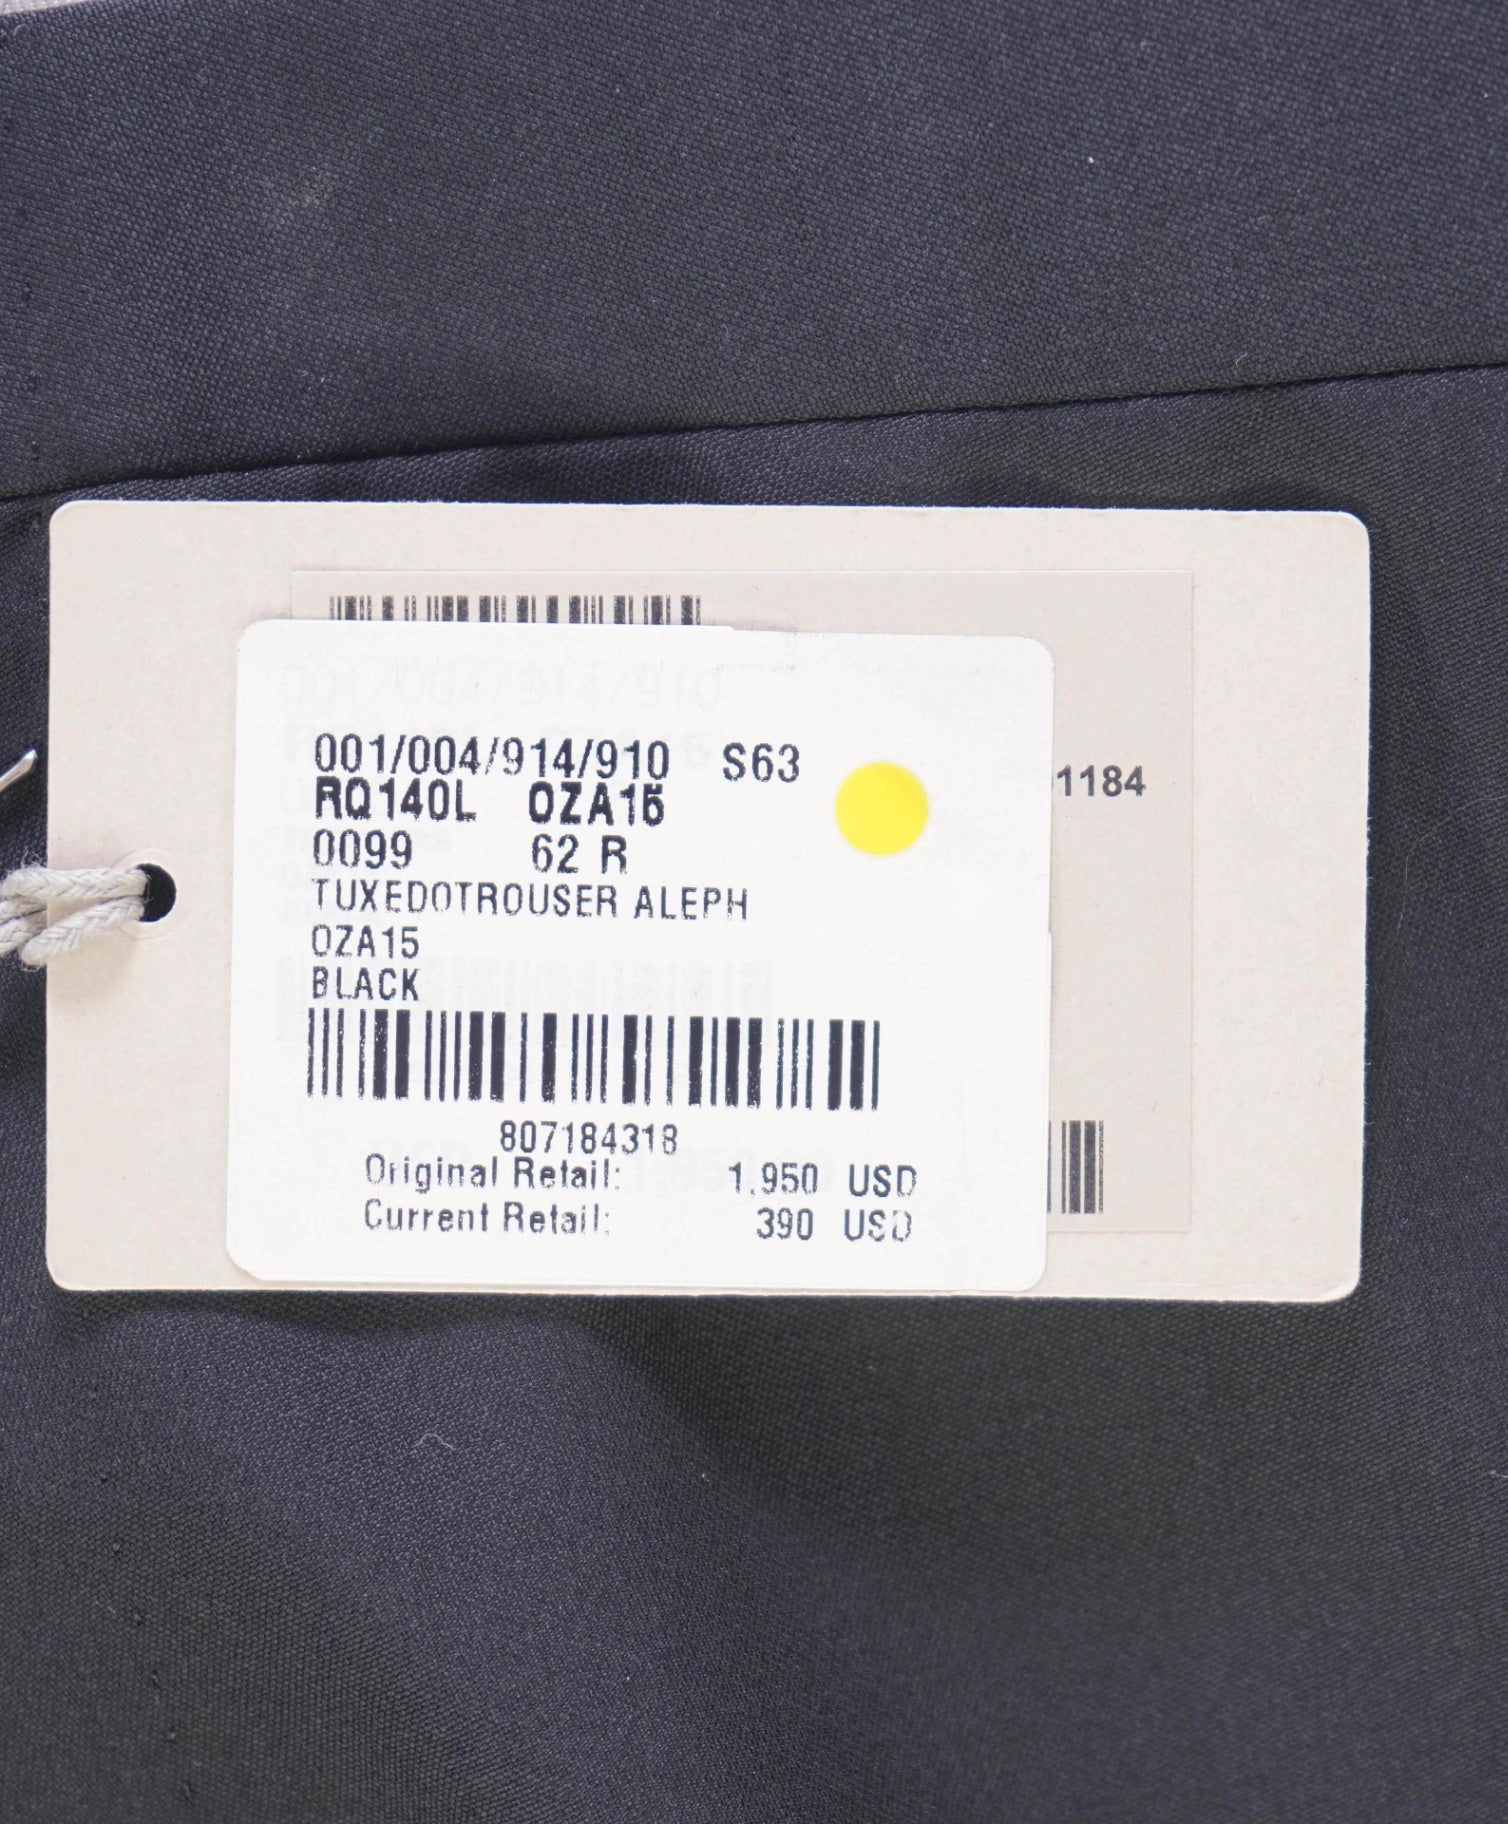 001/004/914/910 S63
RQ140L OZA15
0099 62 R
TUXEDOTROUSER ALEPH
OZA15
BLACK
807184318
Original Retail: 1,950 USD
Current Retail: 390 USD
1184